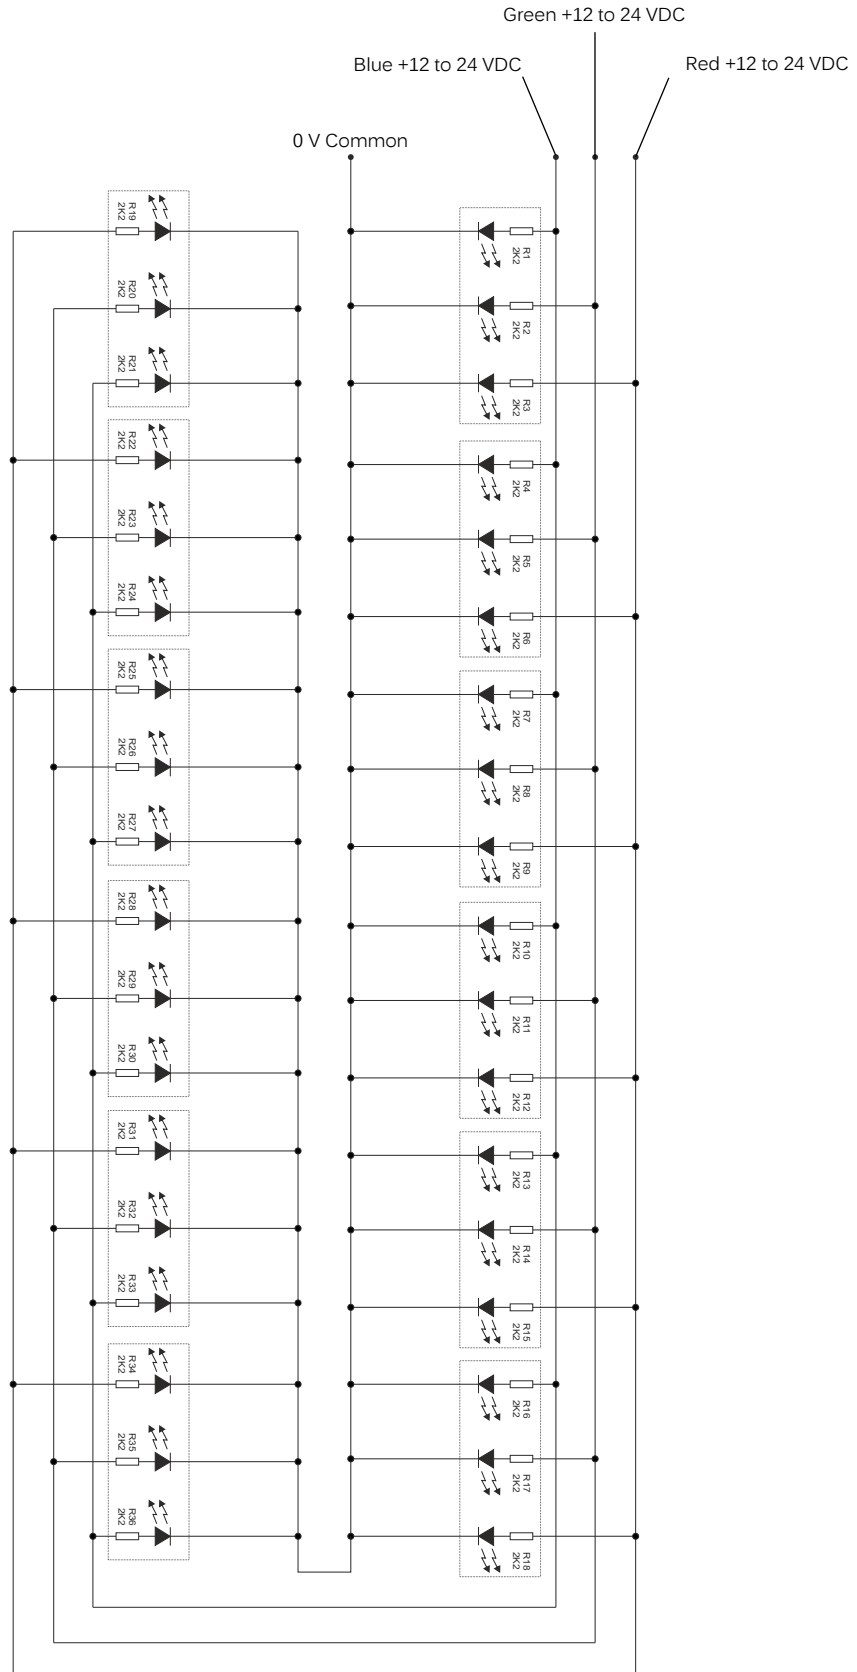 Green +12 to 24 VDC
Blue +12 to 24 VDC
Red +12 to 24 VDC
0 V Common
R19
2K2
R20
2K2
R21
2K2
R22
2K2
R23
2K2
R24
2K2
R25
2K2
R26
2K2
R27
2K2
R28
2K2
R29
2K2
R30
2K2
R31
2K2
R32
2K2
R33
2K2
R34
2K2
R35
2K2
R36
2K2
R1
2K2
R2
2K2
R3
2K2
R4
2K2
R5
2K2
R6
2K2
R7
2K2
R8
2K2
R9
2K2
R10
2K2
R11
2K2
R12
2K2
R13
2K2
R14
2K2
R15
2K2
R16
2K2
R17
2K2
R18
2K2